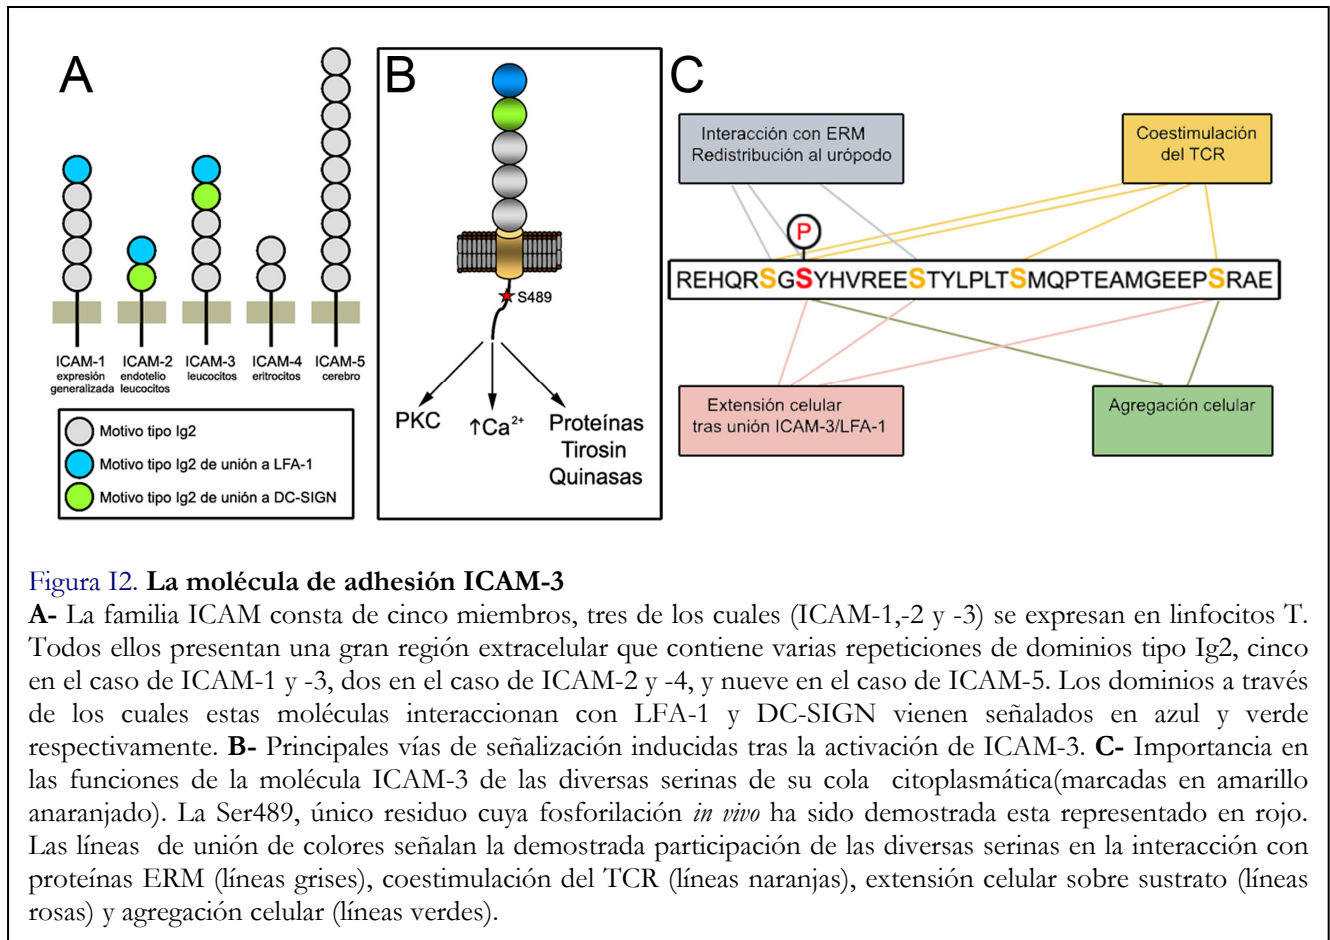 A
ICAM-1
expresión
generalizada
ICAM-2
endotelio
leucocitos
ICAM-3
leucocitos
ICAM-4
eritrocitos
ICAM-5
cerebro
Motivo tipo Ig2
Motivo tipo Ig2 de unión a LFA-1
Motivo tipo Ig2 de unión a DC-SIGN
B
S489
PKC
↑Ca²⁺
Proteínas
Tirosin
Quinasas
C
Interacción con ERM
Redistribución al urópodo
Coestimulación
del TCR
P
REHQRSGSYHVREESTYLPLTSMQPTEAMGEEPSRAE
Extensión celular
tras unión ICAM-3/LFA-1
Agregación celular
Figura I2. La molécula de adhesión ICAM-3
A- La familia ICAM consta de cinco miembros, tres de los cuales (ICAM-1,-2 y -3) se expresan en linfocitos T.
Todos ellos presentan una gran región extracelular que contiene varias repeticiones de dominios tipo Ig2, cinco
en el caso de ICAM-1 y -3, dos en el caso de ICAM-2 y -4, y nueve en el caso de ICAM-5. Los dominios a través
de los cuales estas moléculas interaccionan con LFA-1 y DC-SIGN vienen señalados en azul y verde
respectivamente. B- Principales vías de señalización inducidas tras la activación de ICAM-3. C- Importancia en
las funciones de la molécula ICAM-3 de las diversas serinas de su cola citoplasmática(marcadas en amarillo
anaranjado). La Ser489, único residuo cuya fosforilación in vivo ha sido demostrada esta representado en rojo.
Las líneas de unión de colores señalan la demostrada participación de las diversas serinas en la interacción con
proteínas ERM (líneas grises), coestimulación del TCR (líneas naranjas), extensión celular sobre sustrato (líneas
rosas) y agregación celular (líneas verdes).